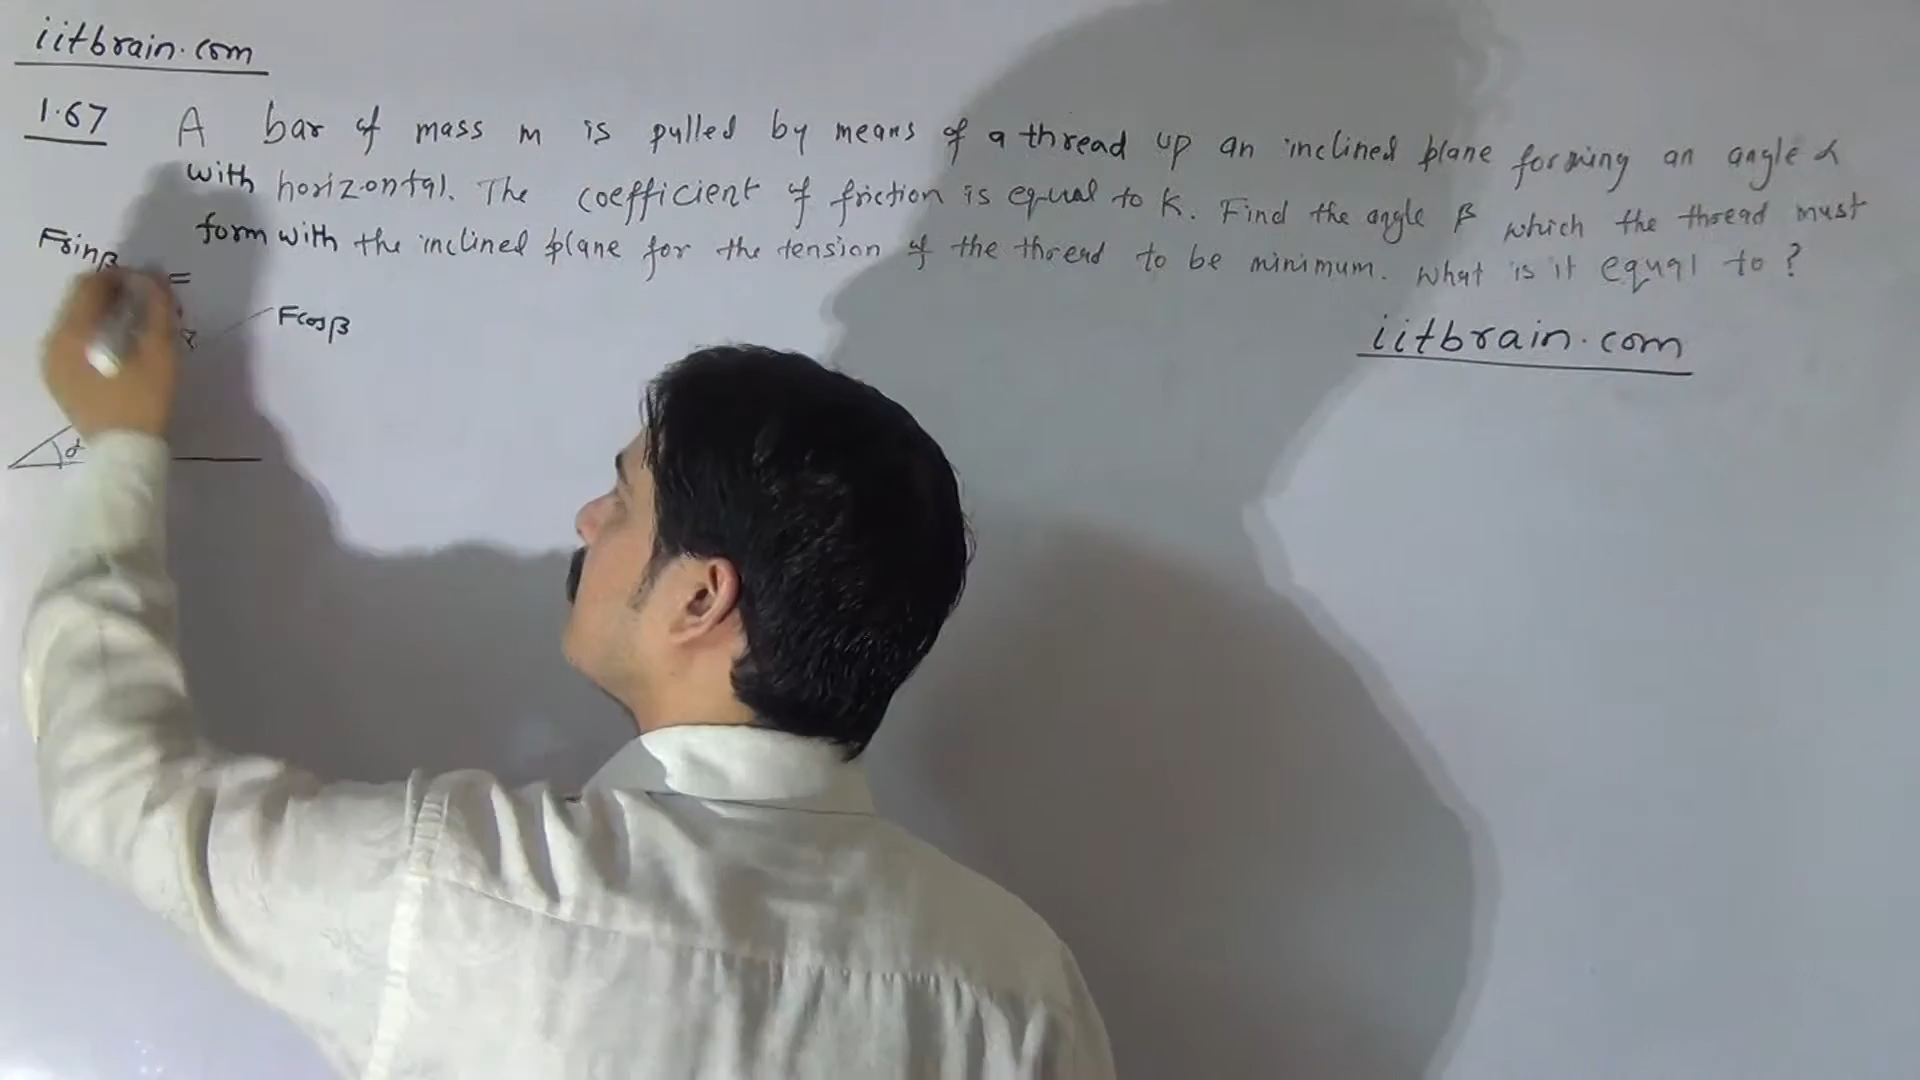 iitbrain.com
1.67 A bar of mass m is pulled by means of a thread up an inclined plane forming an angle α
with horizontal. The coefficient of friction is equal to K. Find the angle β which the thread must
form with the inclined plane for the tension of the thread to be minimum. What is it equal to?
Fsinβ
=
Fcosβ
iitbrain.com
α